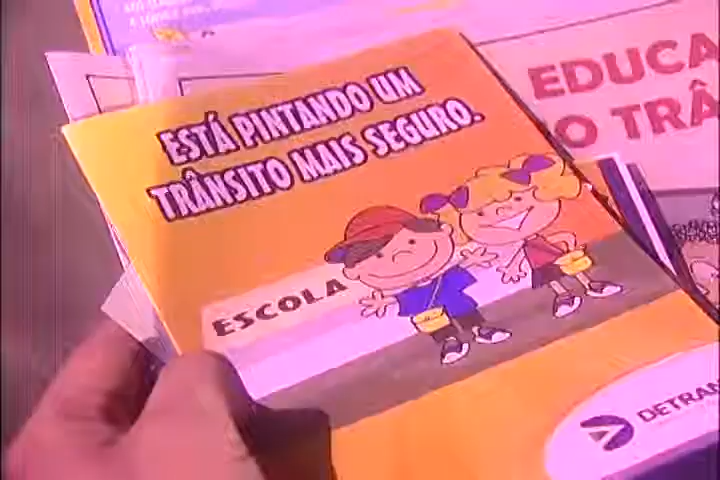 ESTÁ PINTANDO UM
TRÂNSITO MAIS SEGURO.
ESCOLA
DETRAN
EDUCA
O TRÂ